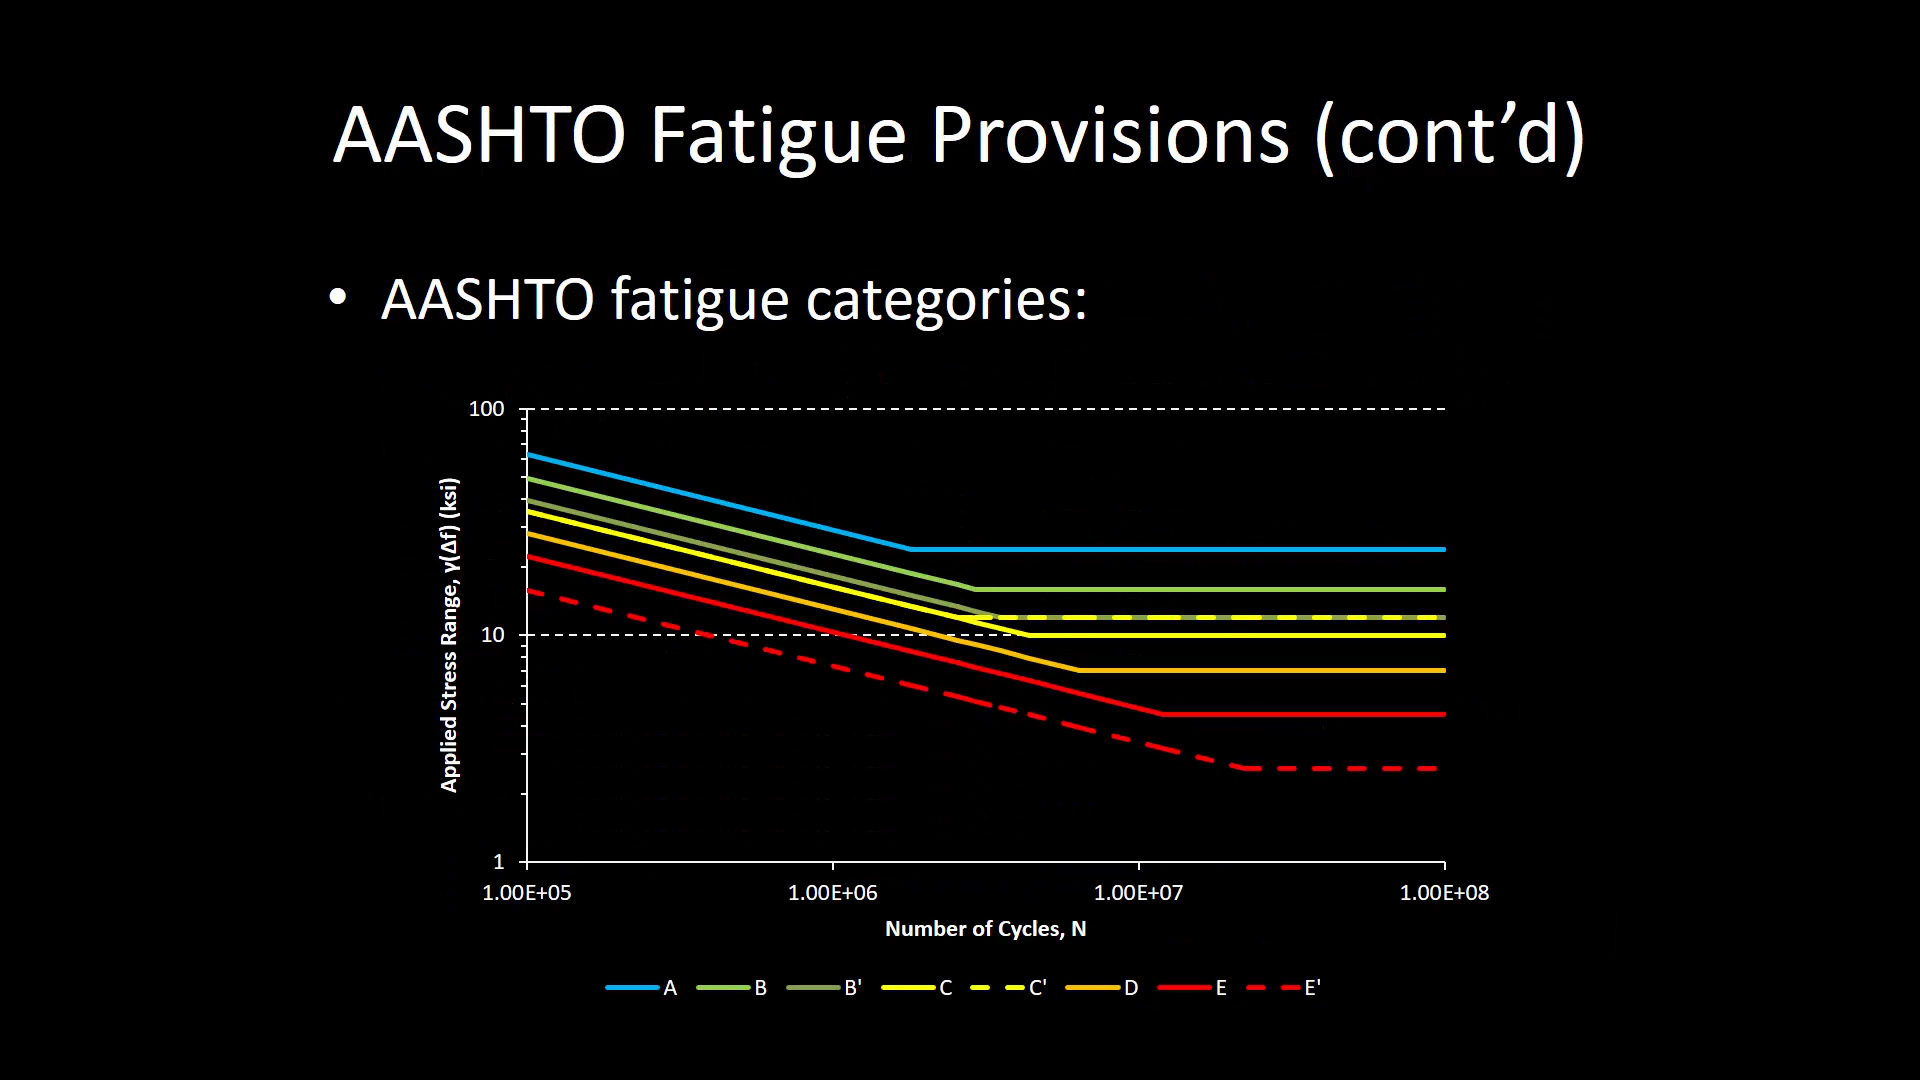 AASHTO Fatigue Provisions (cont’d)
• AASHTO fatigue categories:
100
10
1
Applied Stress Range, γ(Δf) (ksi)
1.00E+05 1.00E+06 1.00E+07 1.00E+08
Number of Cycles, N
A B B' C C' D E E'